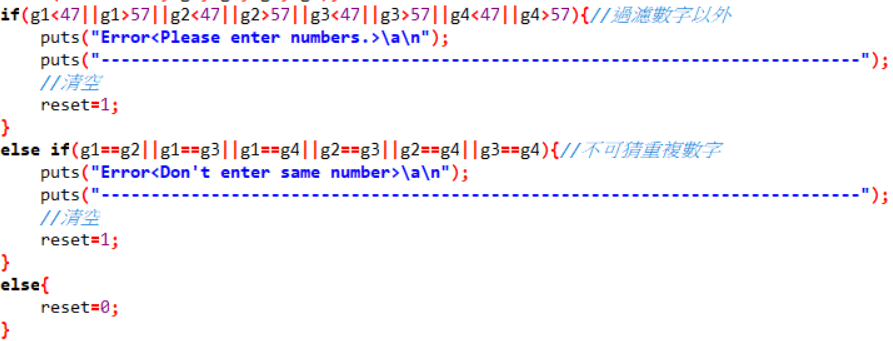 if(g1<47||g1>57||g2<47||g2>57||g3<47||g3>57||g4<47||g4>57){//過濾數字以外
puts("Error<Please enter numbers.>\a\n");
puts("----------------------------------------------------------------------------");
//清空
reset=1;
}
else if(g1==g2||g1==g3||g1==g4||g2==g3||g2==g4||g3==g4){//不可猜重複數字
puts("Error<Don't enter same number>\a\n");
puts("----------------------------------------------------------------------------");
//清空
reset=1;
}
else{
reset=0;
}